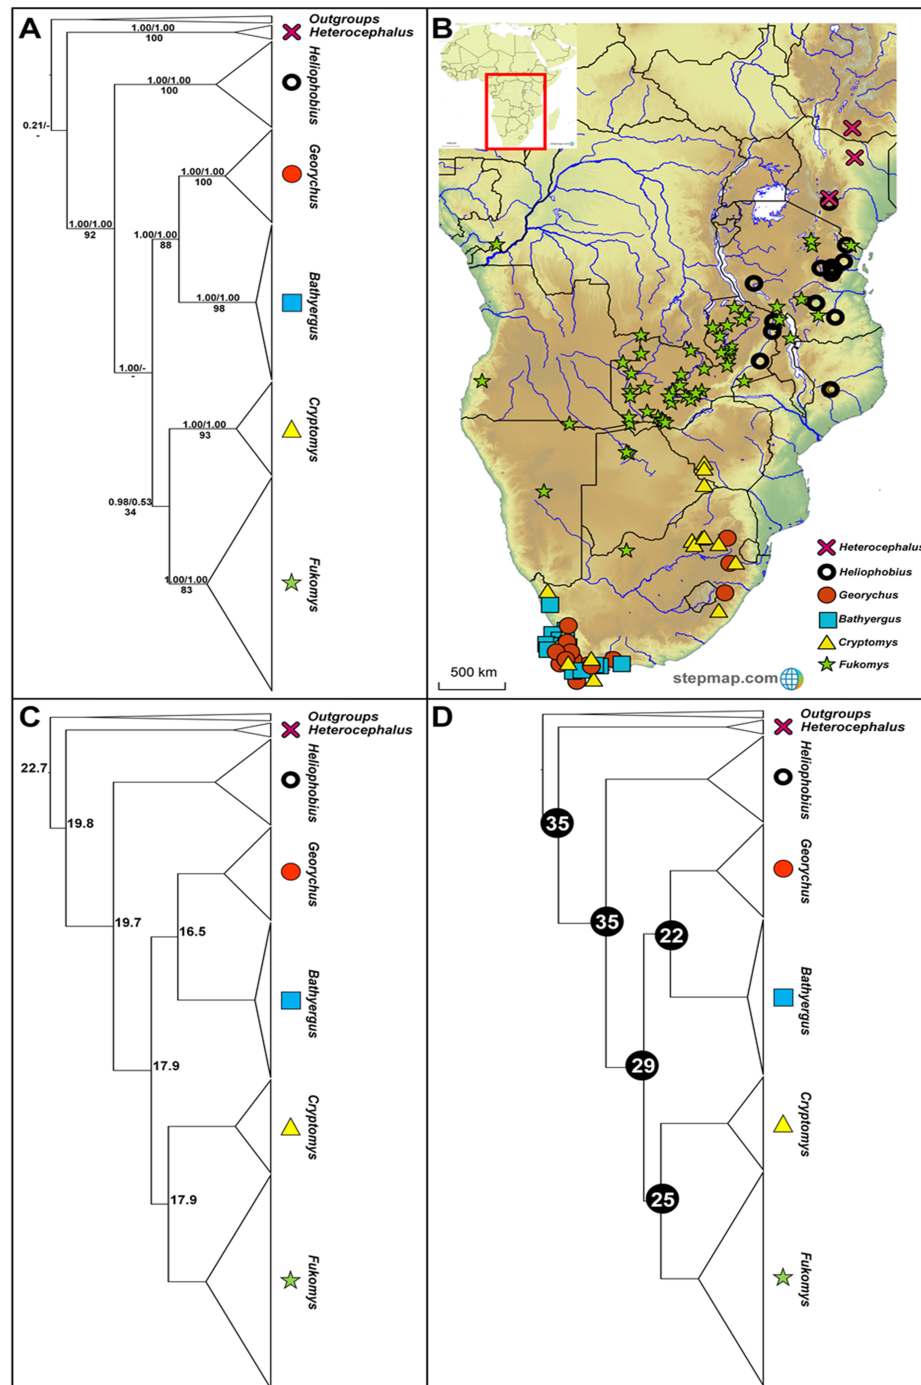 A
Outgroups
Heterocephalus
1.00/1.00
100
Heliophobius
1.00/1.00
100
0.21/-
-
Georychus
1.00/1.00
100
1.00/1.00
92
1.00/1.00
88
Bathyergus
1.00/1.00
98
1.00/-
-
Cryptomys
1.00/1.00
93
0.98/0.53
34
Fukomys
1.00/1.00
83
B
stepmap.com
Heterocephalus
Heliophobius
Georychus
Bathyergus
Cryptomys
Fukomys
500 km
stepmap.com
C
Outgroups
Heterocephalus
22.7
Heliophobius
19.8
Georychus
19.7
16.5
Bathyergus
17.9
Cryptomys
17.9
Fukomys
D
Outgroups
Heterocephalus
Heliophobius
35
Georychus
35
22
Bathyergus
29
Cryptomys
25
Fukomys